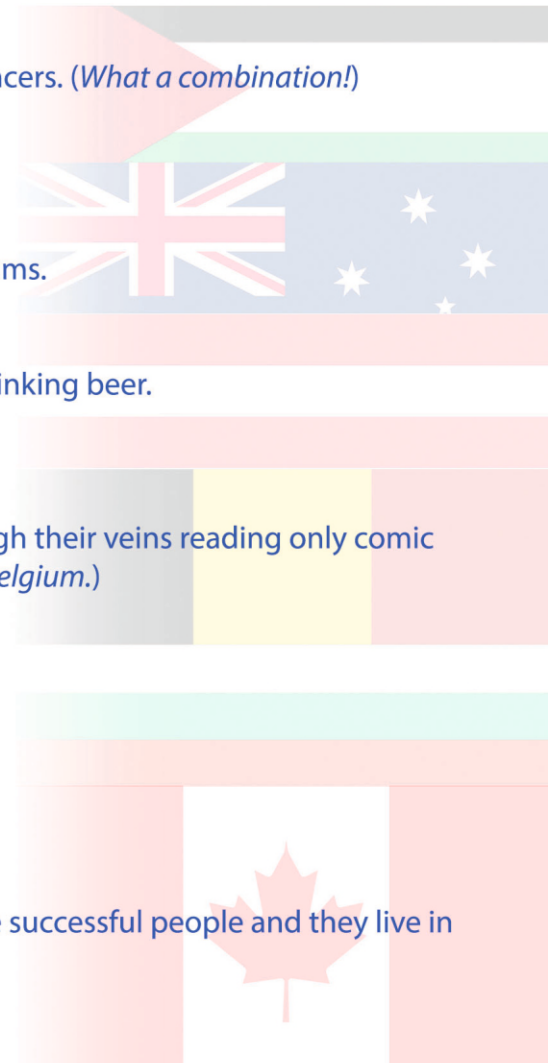 ncers. (What a combination!)
ms.
inking beer.
gh their veins reading only comic
elgium.)
e successful people and they live in